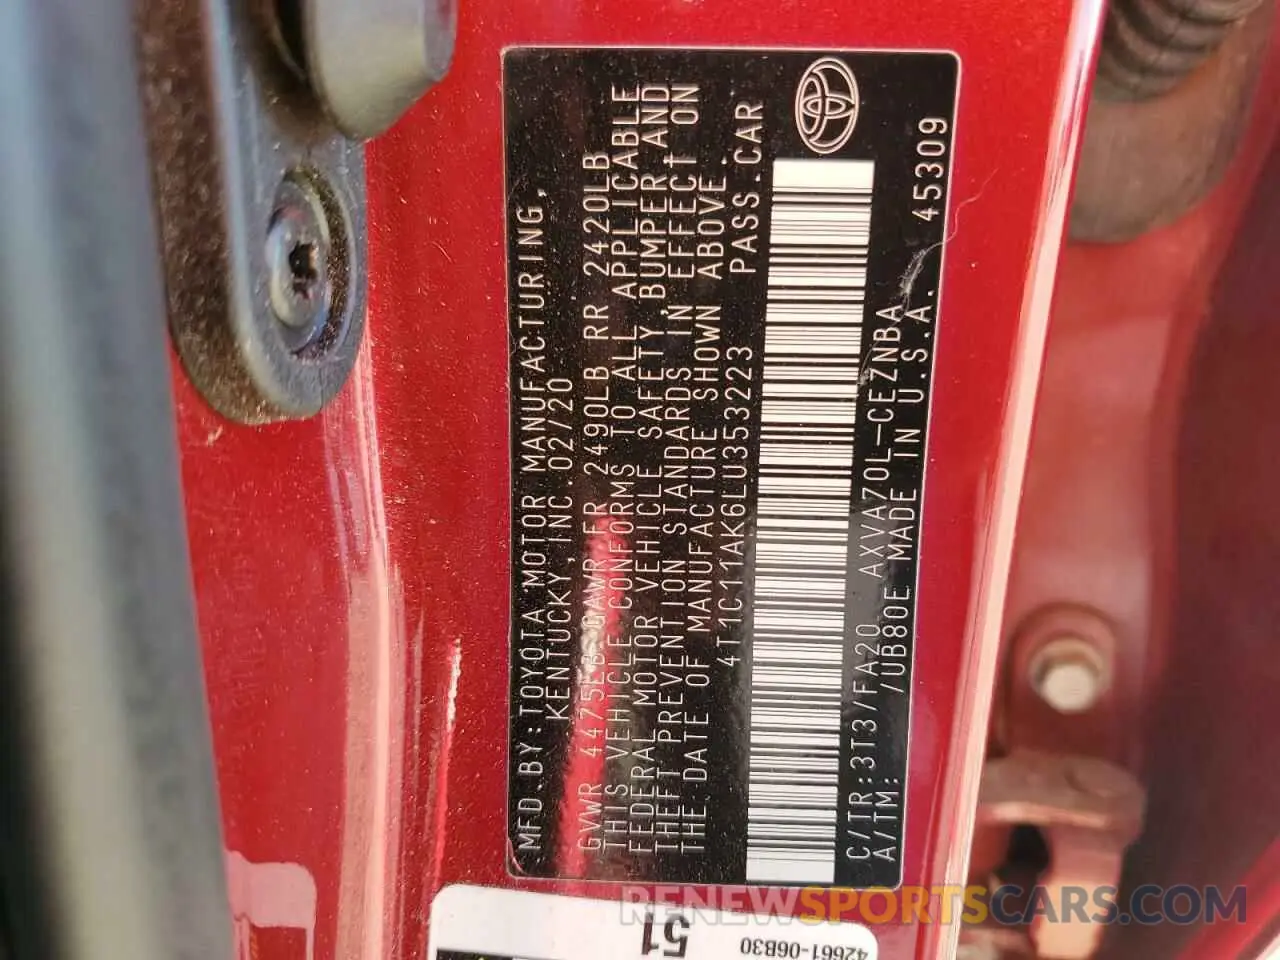 MFD.BY:TOYOTA MOTOR MANUFACTURING,
KENTUCKY,INC.02/20
GVWR 4475LB GAWR FR 2490LB RR 2420LB
THIS VEHICLE CONFORMS TO ALL APPLICABLE
FEDERAL MOTOR VEHICLE SAFETY,BUMPER AND
THEFT PREVENTION STANDARDS IN EFFECT ON
THE DATE OF MANUFACTURE SHOWN ABOVE.
4T1C11AK6LU353223 PASS.CAR
C/TR:3T3/FA20 AXVA70L-CEZNBA
A/TM: /UB80E MADE IN U.S.A. 45309
51
42661-06B30
RENEWSPORTSCARS.COM